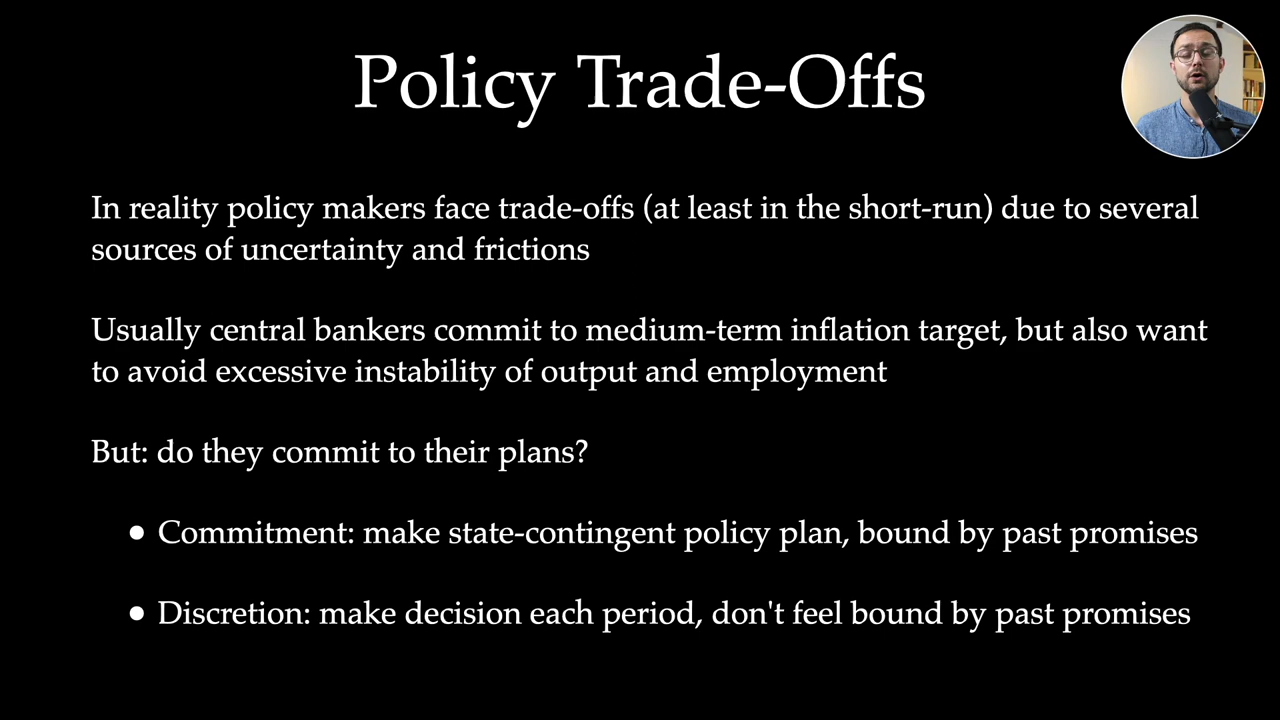 Policy Trade-Offs
In reality policy makers face trade-offs (at least in the short-run) due to several
sources of uncertainty and frictions
Usually central bankers commit to medium-term inflation target, but also want
to avoid excessive instability of output and employment
But: do they commit to their plans?
● Commitment: make state-contingent policy plan, bound by past promises
● Discretion: make decision each period, don't feel bound by past promises